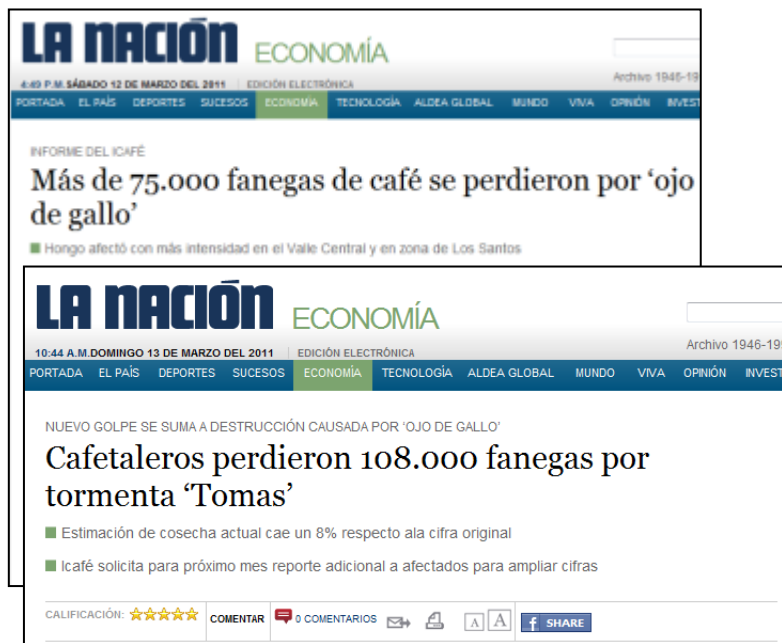 LA NACIÓN ECONOMÍA
4:49 P.M. SÁBADO 12 DE MARZO DEL 2011 EDICIÓN ELECTRÓNICA Archivo 1946-19
PORTADA EL PAÍS DEPORTES SUCESOS ECONOMÍA TECNOLOGÍA ALDEA GLOBAL MUNDO VIVA OPINIÓN INVEST
INFORME DEL ICAFÉ
Más de 75.000 fanegas de café se perdieron por ‘ojo
de gallo’
Hongo afectó con más intensidad en el Valle Central y en zona de Los Santos
LA NACIÓN ECONOMÍA
10:44 A.M.DOMINGO 13 DE MARZO DEL 2011 EDICIÓN ELECTRÓNICA Archivo 1946-195
PORTADA EL PAÍS DEPORTES SUCESOS ECONOMÍA TECNOLOGÍA ALDEA GLOBAL MUNDO VIVA OPINIÓN INVEST
NUEVO GOLPE SE SUMA A DESTRUCCIÓN CAUSADA POR ‘OJO DE GALLO’
Cafetaleros perdieron 108.000 fanegas por
tormenta ‘Tomas’
Estimación de cosecha actual cae un 8% respecto ala cifra original
Icafé solicita para próximo mes reporte adicional a afectados para ampliar cifras
CALIFICACIÓN: COMENTAR 0 COMENTARIOS A A f SHARE